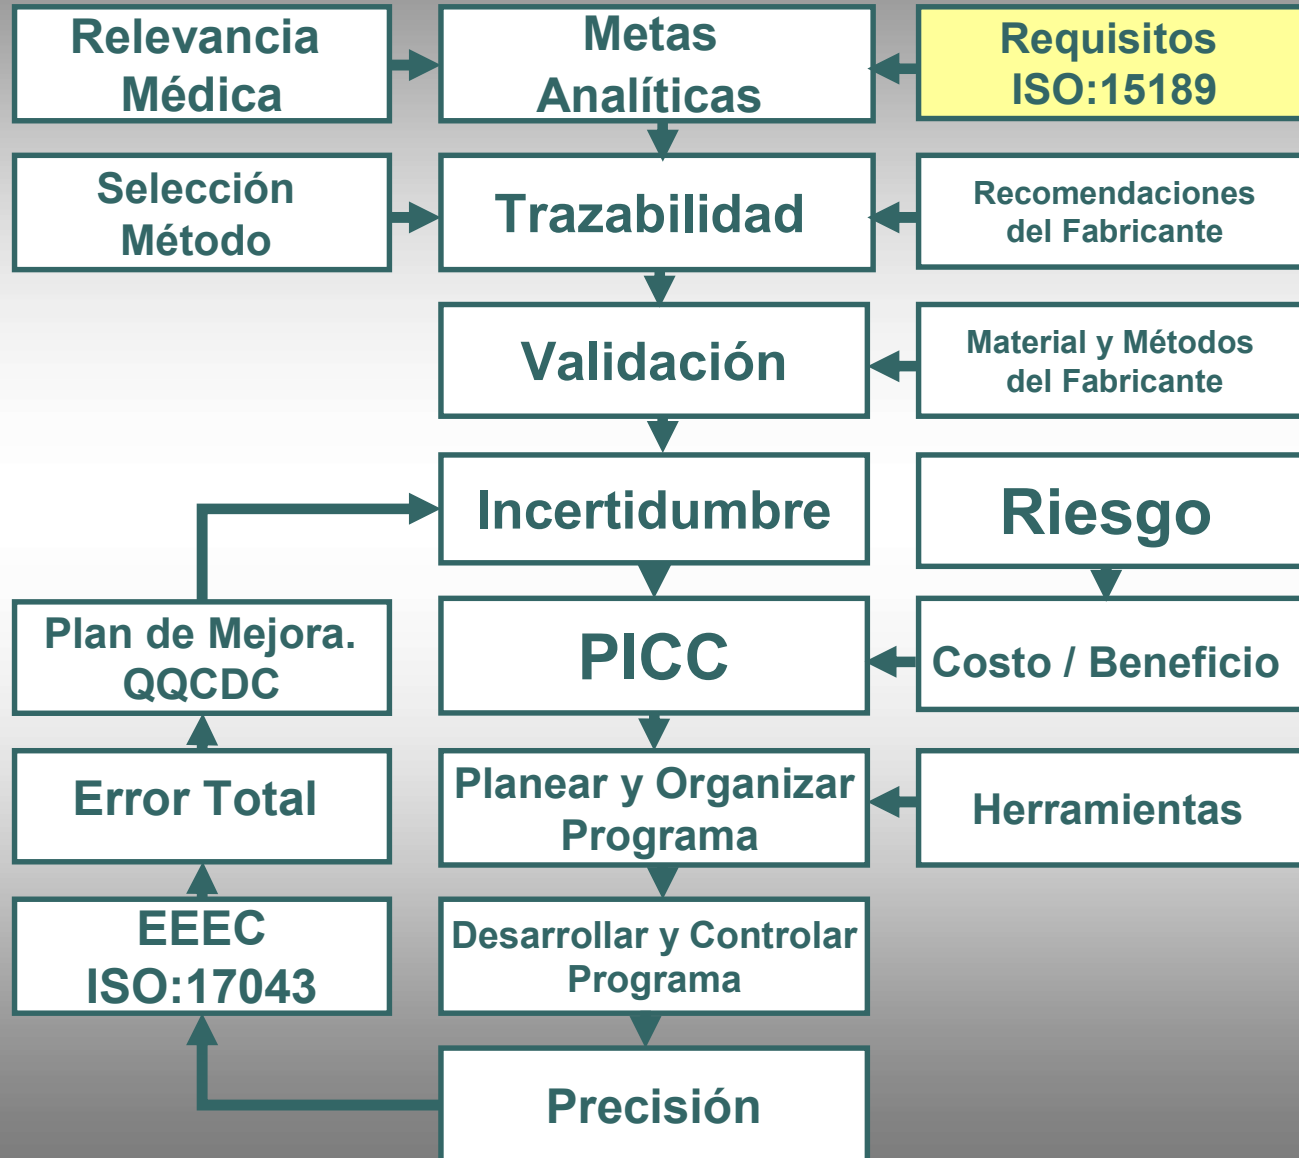 Relevancia
Médica
Metas
Analíticas
Requisitos
ISO:15189
Selección
Método
Trazabilidad
Recomendaciones
del Fabricante
Validación
Material y Métodos
del Fabricante
Incertidumbre
Riesgo
Plan de Mejora.
QQCDC
PICC
Costo / Beneficio
Error Total
Planear y Organizar
Programa
Herramientas
EEEC
ISO:17043
Desarrollar y Controlar
Programa
Precisión